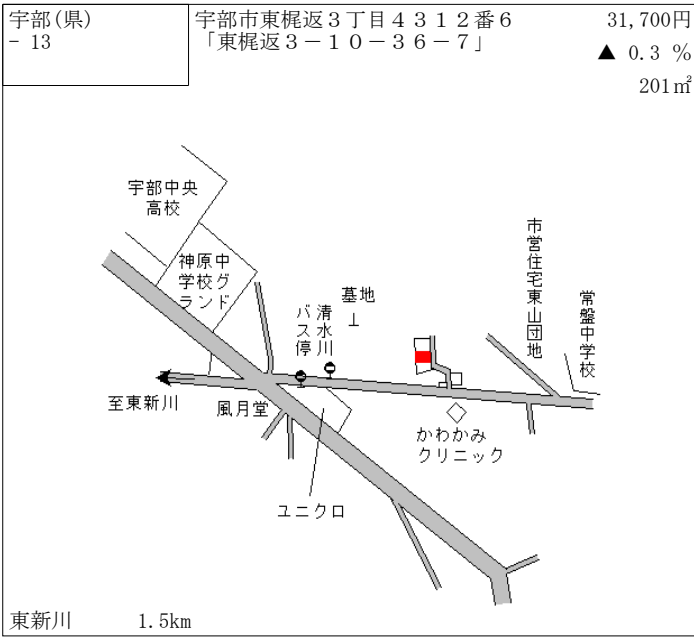 宇部(県)
- 13
宇部市東梶返３丁目４３１２番６
「東梶返３－１０－３６－７」
31,700円
▲ 0.3 %
201㎡
宇部中央
高校
神原中
学校グ
ランド
清水川
バス停
墓地
市営住宅東山団地
常盤中学校
至東新川
風月堂
かわかみ
クリニック
ユニクロ
東新川 1.5km